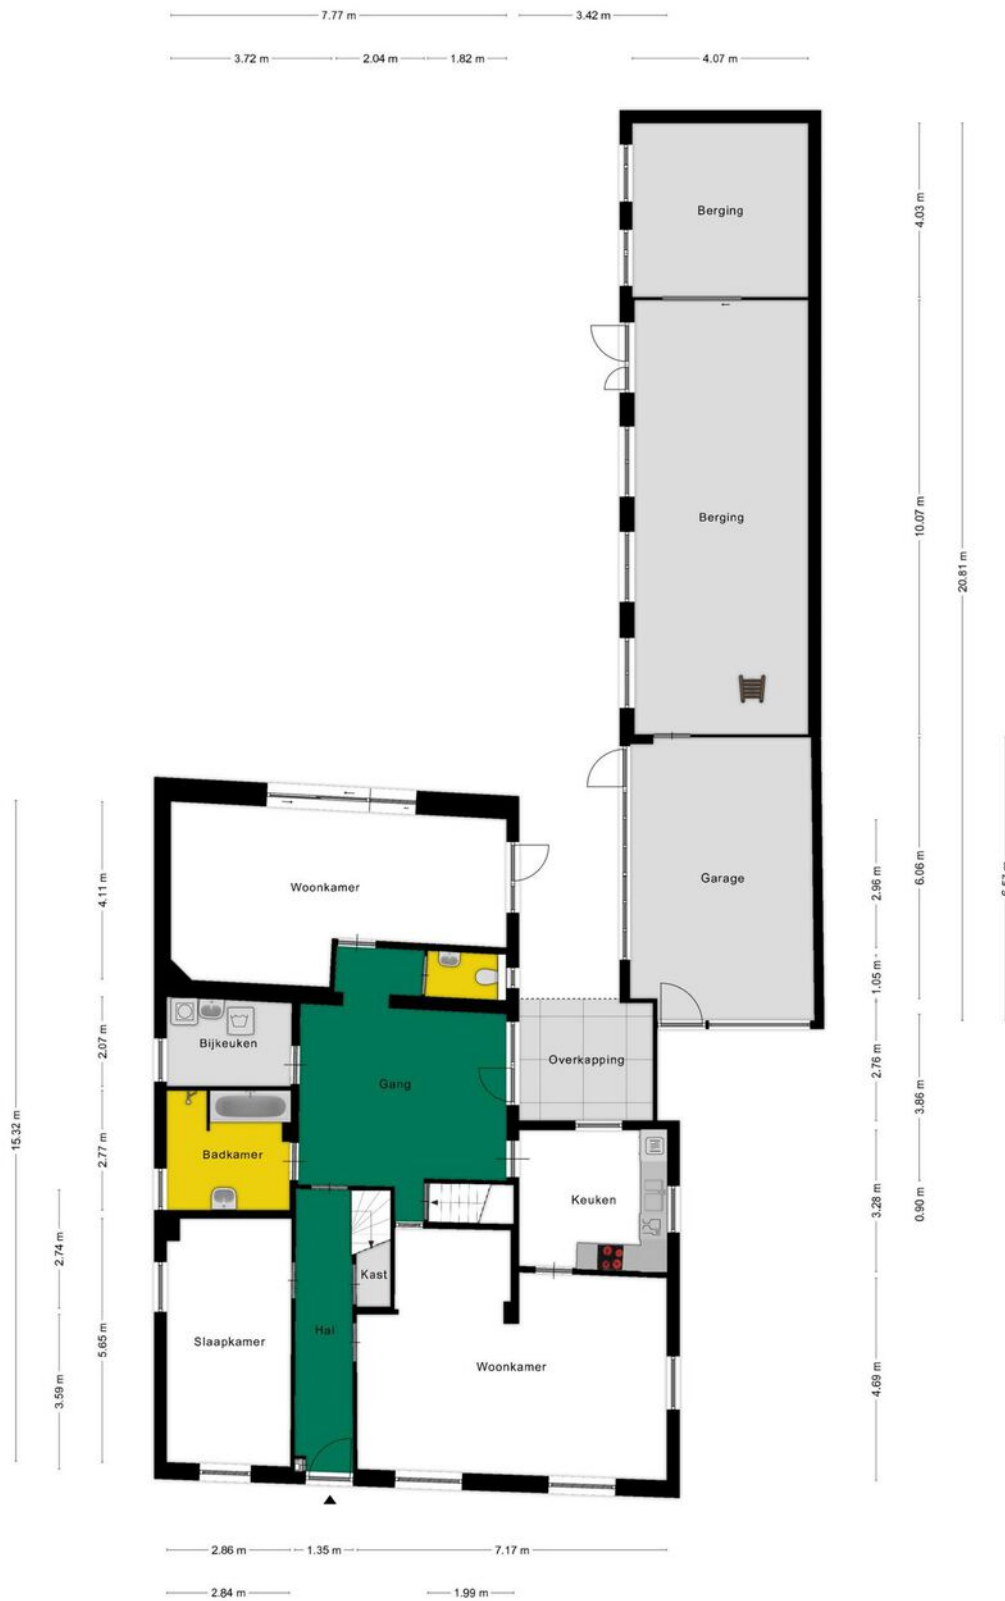 7.77 m
3.42 m
3.72 m
2.04 m
1.82 m
4.07 m
Berging
4.03 m
Berging
10.07 m
20.81 m
Woonkamer
Garage
4.11 m
2.96 m
6.06 m
1.05 m
Bijkeuken
Gang
Overkapping
2.07 m
2.76 m
3.86 m
15.32 m
Badkamer
2.77 m
Keuken
3.28 m
0.90 m
2.74 m
Kast
Slaapkamer
Hal
Woonkamer
5.65 m
3.59 m
4.69 m
2.86 m
1.35 m
7.17 m
2.84 m
1.99 m